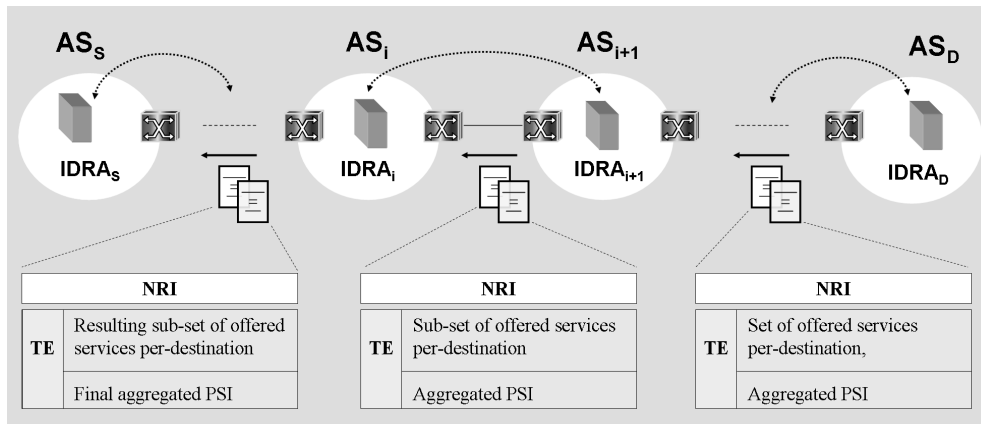 AS_S AS_i AS_i+1 AS_D
IDRA_S IDRA_i IDRA_i+1 IDRA_D
NRI
TE
Resulting sub-set of offered
services per-destination
Final aggregated PSI
NRI
TE
Sub-set of offered services
per-destination
Aggregated PSI
NRI
TE
Set of offered services
per-destination,
Aggregated PSI